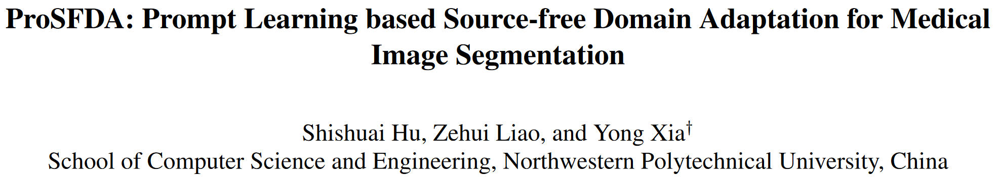 ProSFDA: Prompt Learning based Source-free Domain Adaptation for Medical
Image Segmentation
Shishuai Hu, Zehui Liao, and Yong Xia†
School of Computer Science and Engineering, Northwestern Polytechnical University, China